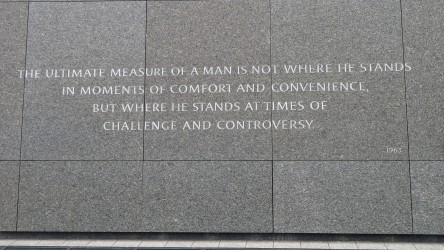 THE ULTIMATE MEASURE OF A MAN IS NOT WHERE HE STANDS
IN MOMENTS OF COMFORT AND CONVENIENCE,
BUT WHERE HE STANDS AT TIMES OF
CHALLENGE AND CONTROVERSY.
1963